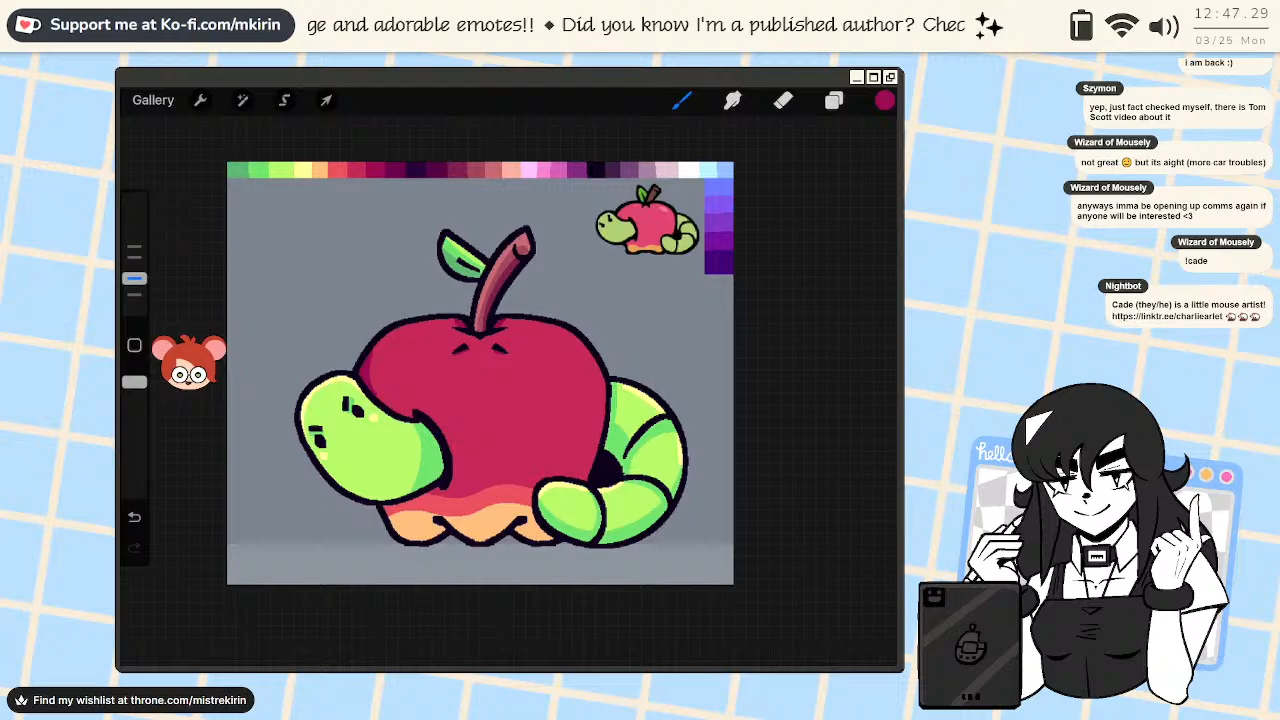 Support me at Ko-fi.com/mkirin
ge and adorable emotes!! ◆ Did you know I'm a published author? Chec
12:47.29
03/25 Mon
i am back :)
Gallery
Szymon
yep, just fact checked myself, there is Tom
Scott video about it
Wizard of Mousely
not great 🙂 but its aight (more car troubles)
Wizard of Mousely
anyways imma be opening up comms again if
anyone will be interested <3
Wizard of Mousely
!cade
Nightbot
Cade (they/he) is a little mouse artist!
https://linktr.ee/charliearlet 🐭🐭🐭
hello
Find my wishlist at throne.com/mistrekirin